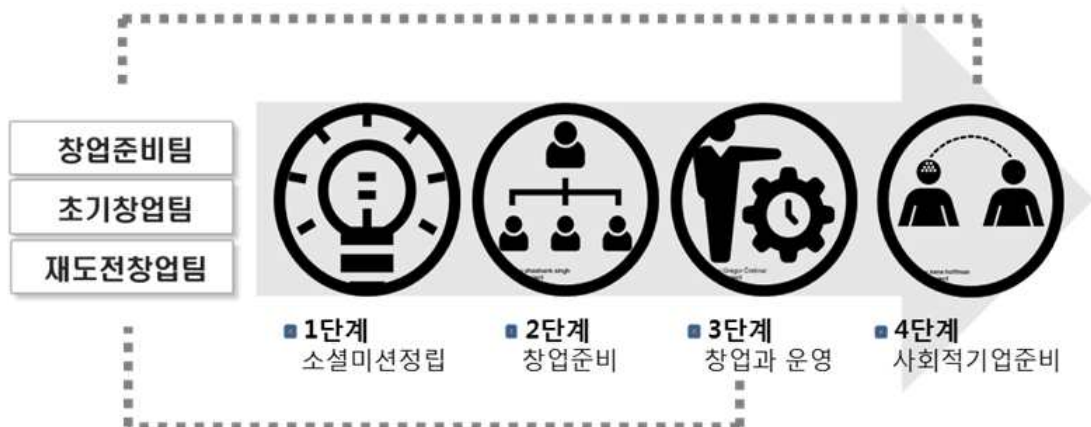 창업준비팀
초기창업팀
재도전창업팀
1단계
소셜미션정립
2단계
창업준비
3단계
창업과 운영
4단계
사회적기업준비